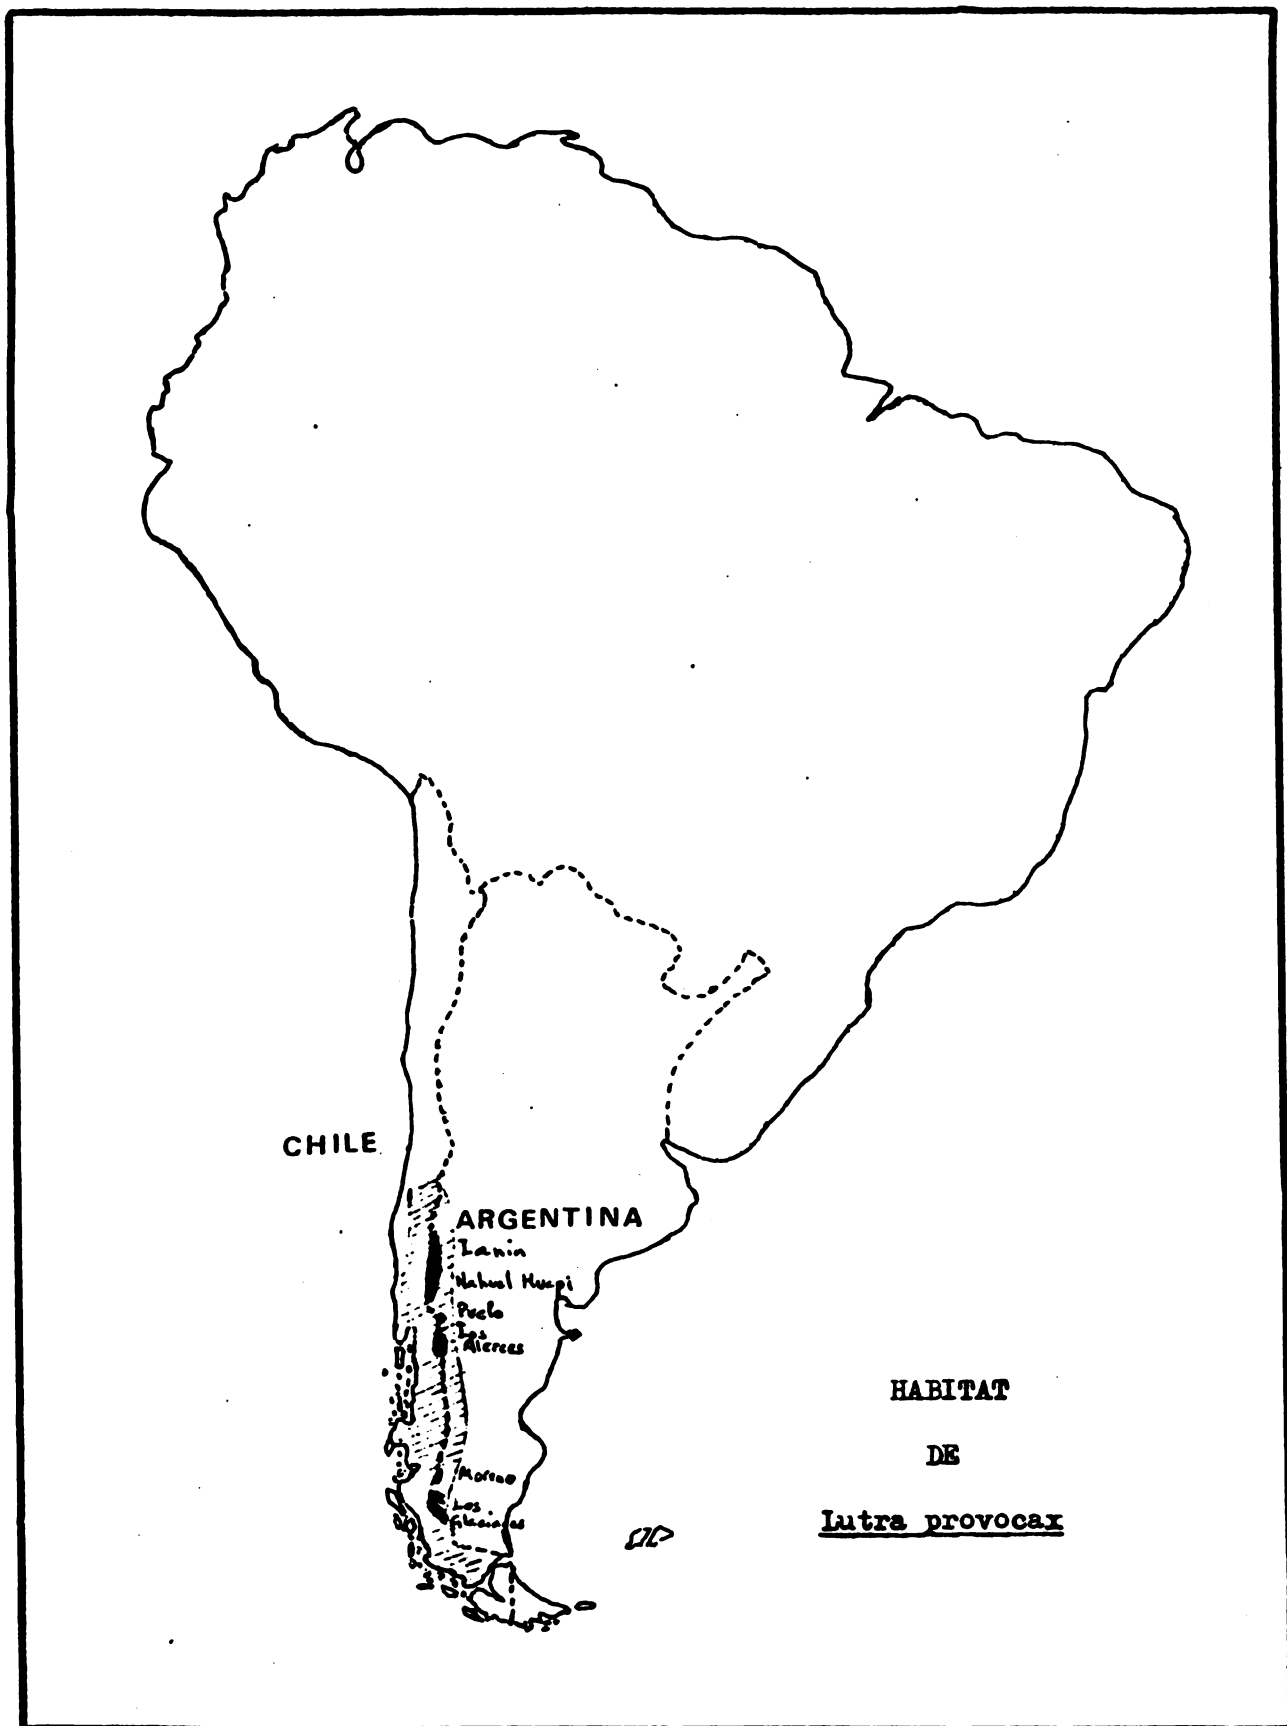 CHILE
ARGENTINA
Lanin
Nahuel Huapi
Puelo
Los
Alerces
Moreno
Los
Glaciares
HABITAT
DE
Lutra provocax